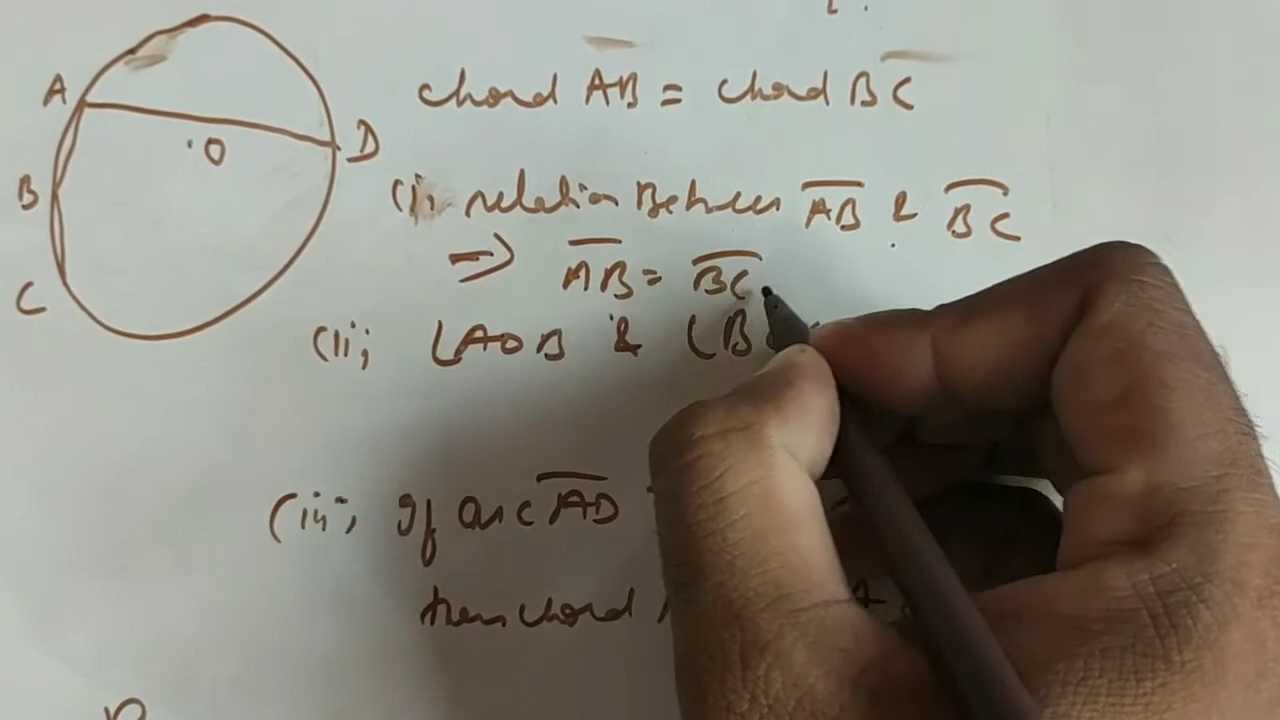 A
B
C
D
.O
chord AB = chord BC
(i, relation Between AB & BC
=> AB = BC
(ii; ∠AOB & ∠B
(iii, If arc AD
then chord